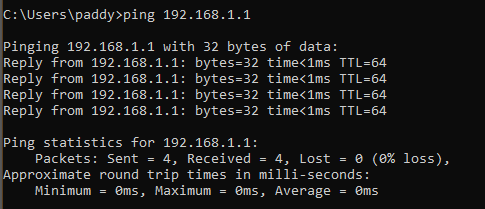 C:\Users\paddy>ping 192.168.1.1
Pinging 192.168.1.1 with 32 bytes of data:
Reply from 192.168.1.1: bytes=32 time<1ms TTL=64
Reply from 192.168.1.1: bytes=32 time<1ms TTL=64
Reply from 192.168.1.1: bytes=32 time<1ms TTL=64
Reply from 192.168.1.1: bytes=32 time<1ms TTL=64
Ping statistics for 192.168.1.1:
    Packets: Sent = 4, Received = 4, Lost = 0 (0% loss),
Approximate round trip times in milli-seconds:
    Minimum = 0ms, Maximum = 0ms, Average = 0ms